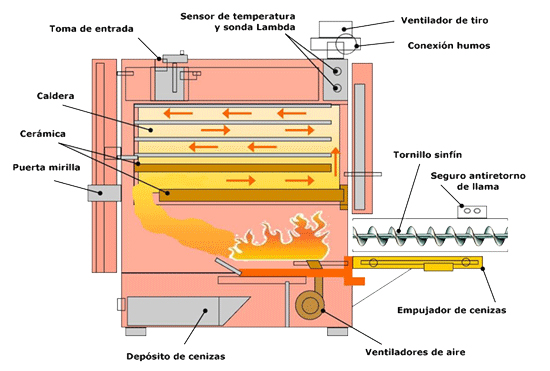 Sensor de temperatura
y sonda Lambda
Ventilador de tiro
Toma de entrada
Conexión humos
Caldera
Cerámica
Puerta mirilla
Tornillo sinfín
Seguro antiretorno
de llama
Empujador de cenizas
Depósito de cenizas
Ventiladores de aire